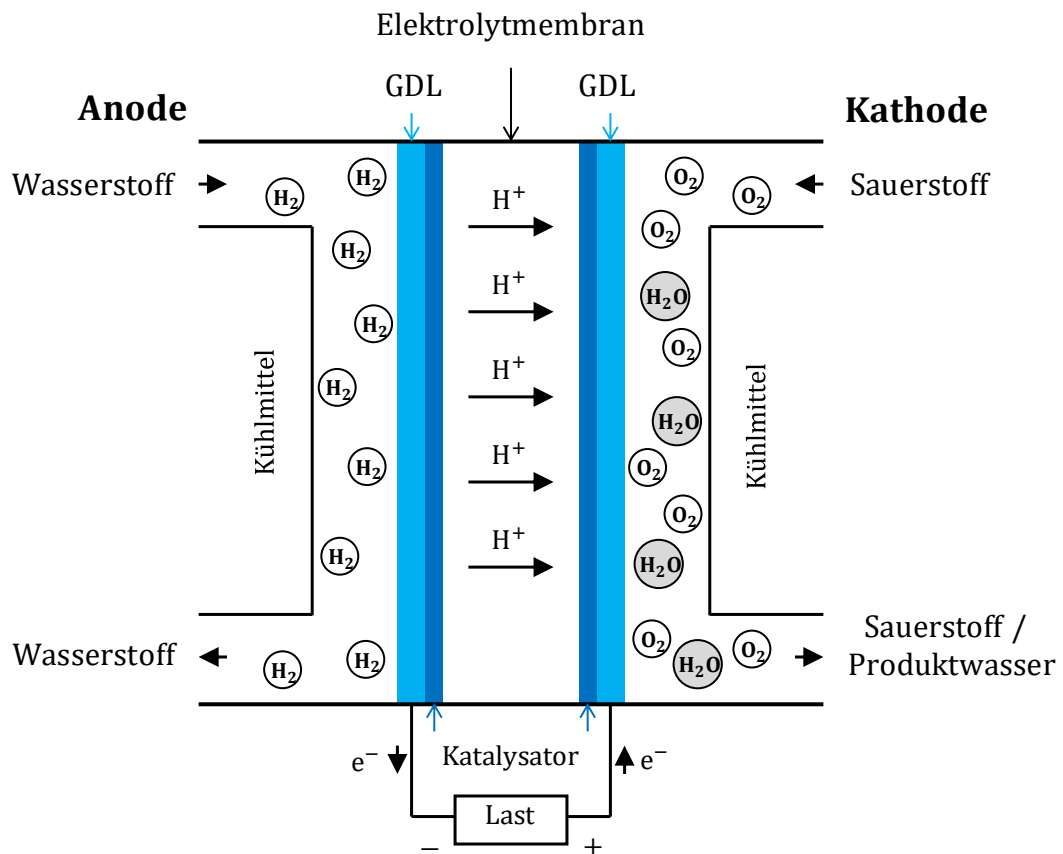 Elektrolytmembran
GDL
GDL
Anode
Kathode
Wasserstoff
Sauerstoff
H₂
H₂
H₂
H₂
H₂
H₂
H₂
H₂
H₂
H⁺
H⁺
H⁺
H⁺
H⁺
O₂
O₂
O₂
H₂O
O₂
H₂O
O₂
O₂
H₂O
O₂
H₂O
O₂
Kühlmittel
Kühlmittel
Wasserstoff
Sauerstoff /
Produktwasser
e⁻
Katalysator
e⁻
Last
− +